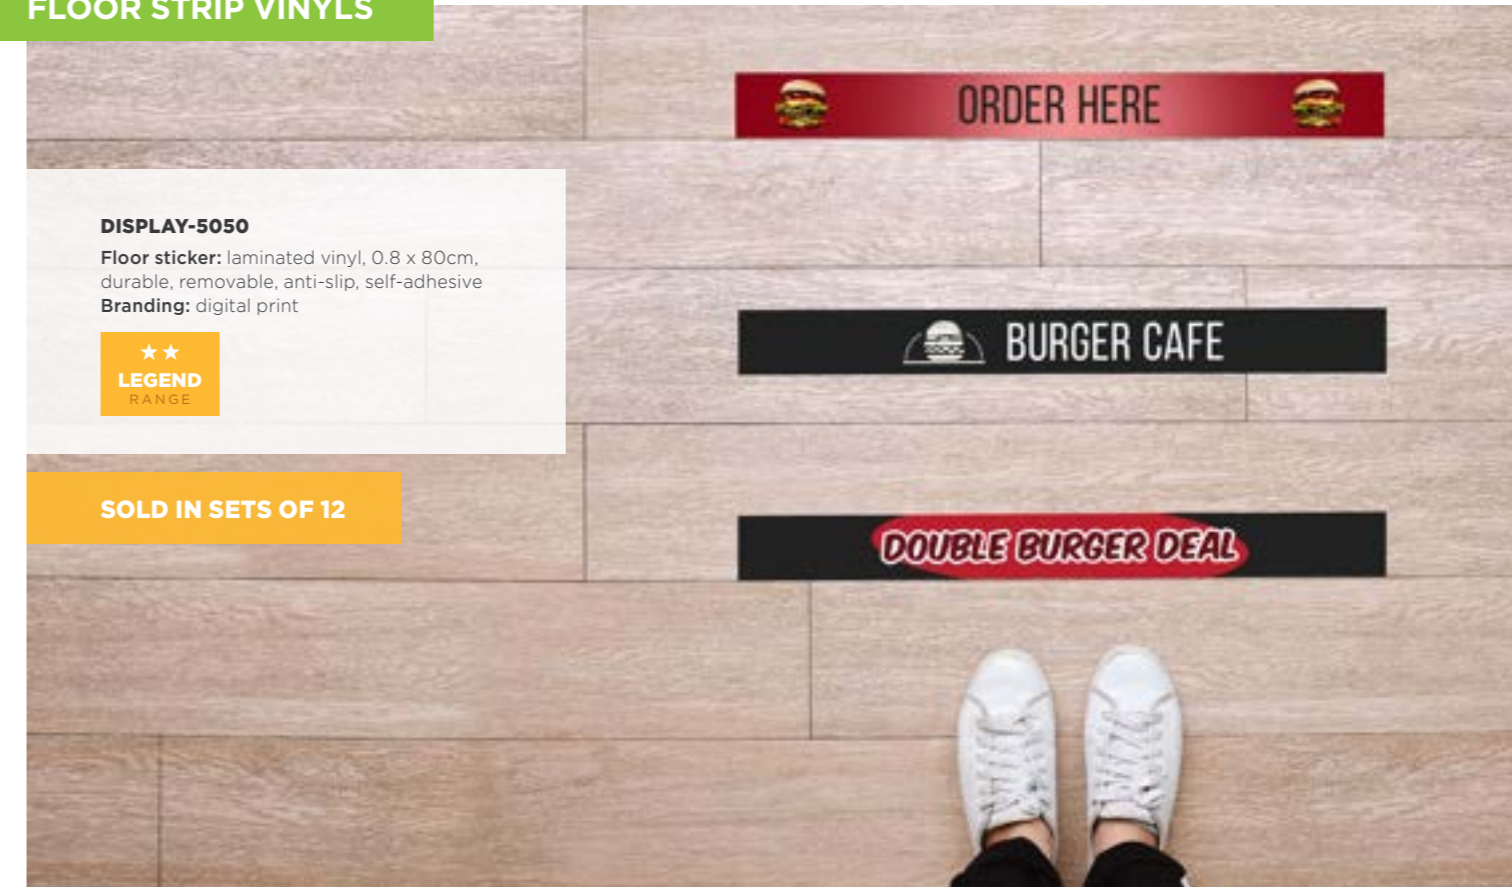 FLOOR STRIP VINYLS
ORDER HERE
DISPLAY-5050
Floor sticker: laminated vinyl, 0.8 x 80cm,
durable, removable, anti-slip, self-adhesive
Branding: digital print
LEGEND
RANGE
BURGER CAFE
SOLD IN SETS OF 12
DOUBLE BURGER DEAL